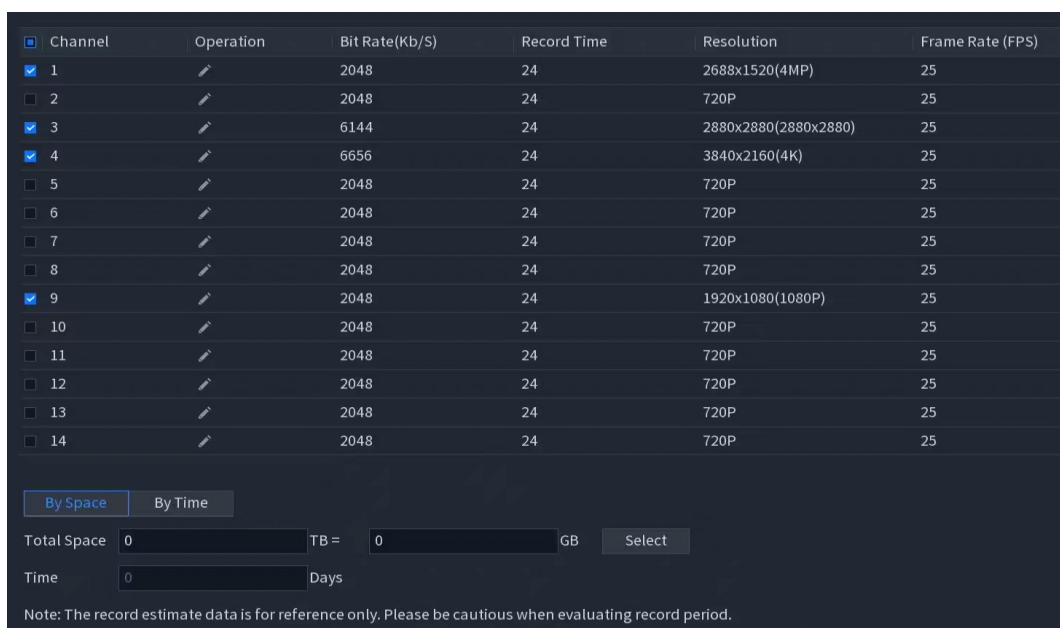 Channel Operation Bit Rate(Kb/S) Record Time Resolution Frame Rate (FPS)
1 2048 24 2688x1520(4MP) 25
2 2048 24 720P 25
3 6144 24 2880x2880(2880x2880) 25
4 6656 24 3840x2160(4K) 25
5 2048 24 720P 25
6 2048 24 720P 25
7 2048 24 720P 25
8 2048 24 720P 25
9 2048 24 1920x1080(1080P) 25
10 2048 24 720P 25
11 2048 24 720P 25
12 2048 24 720P 25
13 2048 24 720P 25
14 2048 24 720P 25
By Space By Time
Total Space 0 TB = 0 GB Select
Time 0 Days
Note: The record estimate data is for reference only. Please be cautious when evaluating record period.